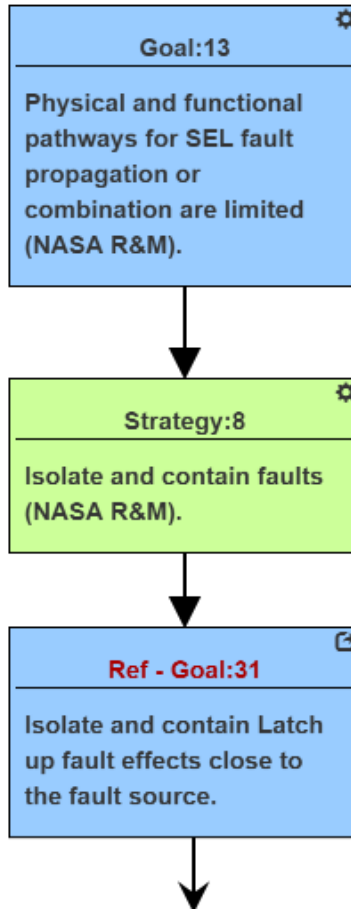 Goal:13
Physical and functional
pathways for SEL fault
propagation or
combination are limited
(NASA R&M).
Strategy:8
Isolate and contain faults
(NASA R&M).
Ref - Goal:31
Isolate and contain Latch
up fault effects close to
the fault source.